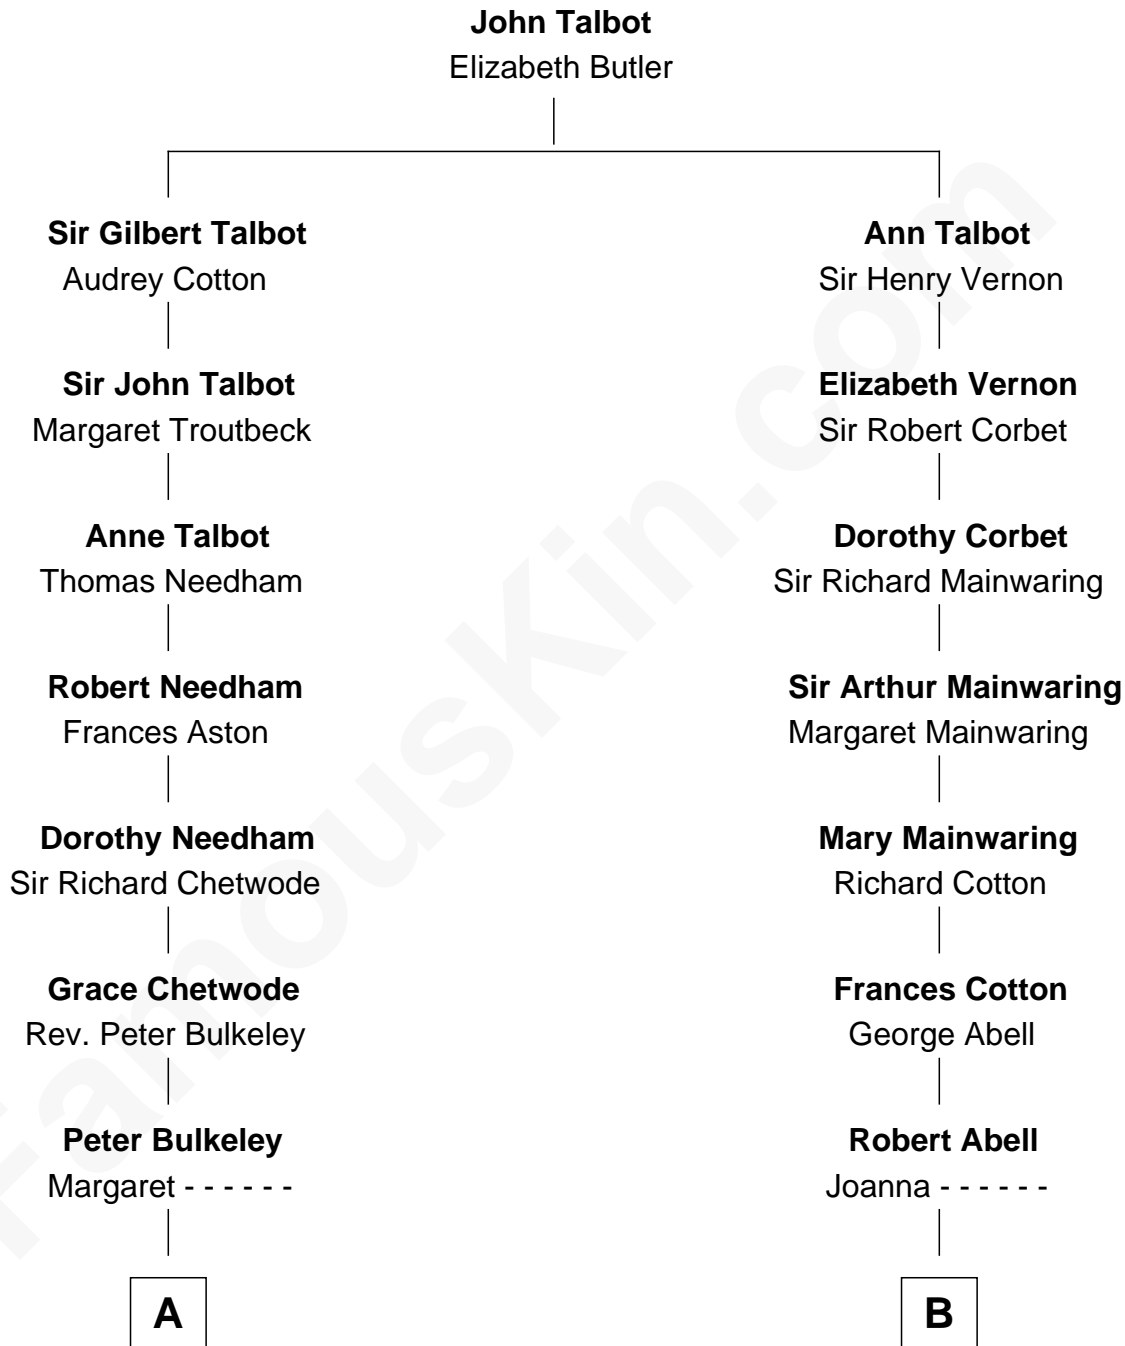 John Talbot
Elizabeth Butler
Sir Gilbert Talbot
Audrey Cotton
Sir John Talbot
Margaret Troutbeck
Anne Talbot
Thomas Needham
Robert Needham
Frances Aston
Dorothy Needham
Sir Richard Chetwode
Grace Chetwode
Rev. Peter Bulkeley
Peter Bulkeley
Margaret - - - - - -
A
Ann Talbot
Sir Henry Vernon
Elizabeth Vernon
Sir Robert Corbet
Dorothy Corbet
Sir Richard Mainwaring
Sir Arthur Mainwaring
Margaret Mainwaring
Mary Mainwaring
Richard Cotton
Frances Cotton
George Abell
Robert Abell
Joanna - - - - - -
B
FamousKin.com